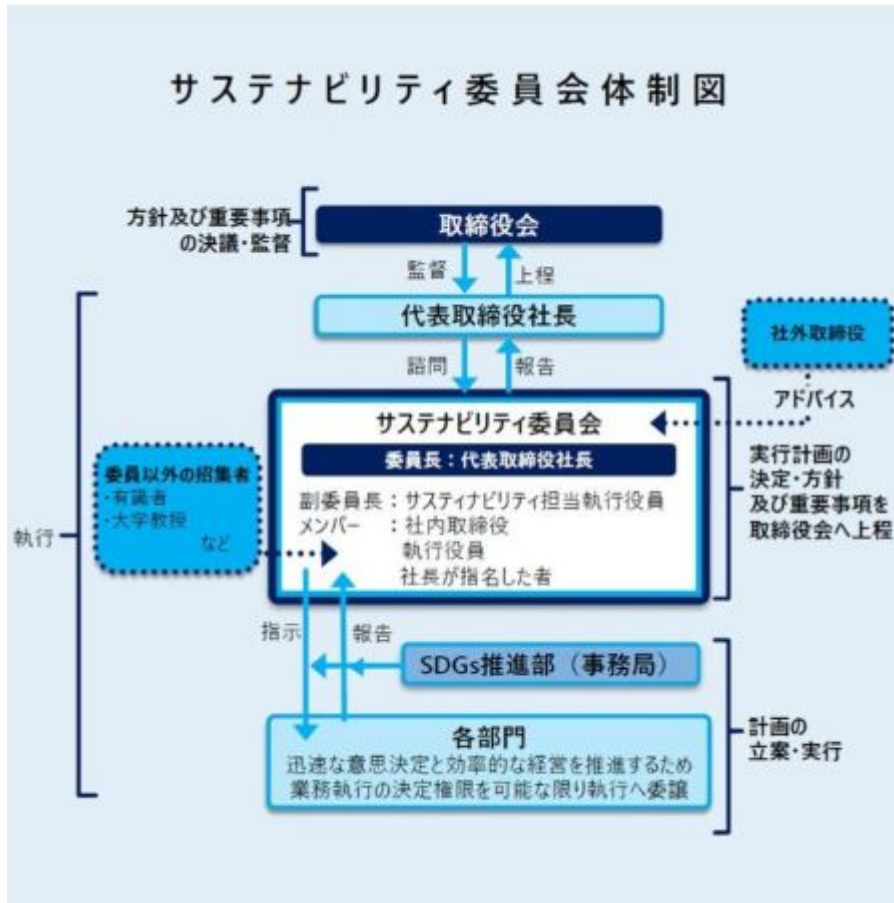 サステナビリティ委員会体制図
方針及び重要事項
の決議・監督
取締役会
監督
上程
代表取締役社長
社外取締役
諮問
報告
アドバイス
サステナビリティ委員会
委員長：代表取締役社長
副委員長：サスティナビリティ担当執行役員
メンバー　：社内取締役
執行役員
社長が指名した者
実行計画の
決定・方針
及び重要事項を
取締役会へ上程
委員以外の招集者
・有識者
・大学教授
など
執行
指示
報告
SDGs推進部（事務局）
各部門
迅速な意思決定と効率的な経営を推進するため
業務執行の決定権限を可能な限り執行へ委譲
計画の
立案・実行